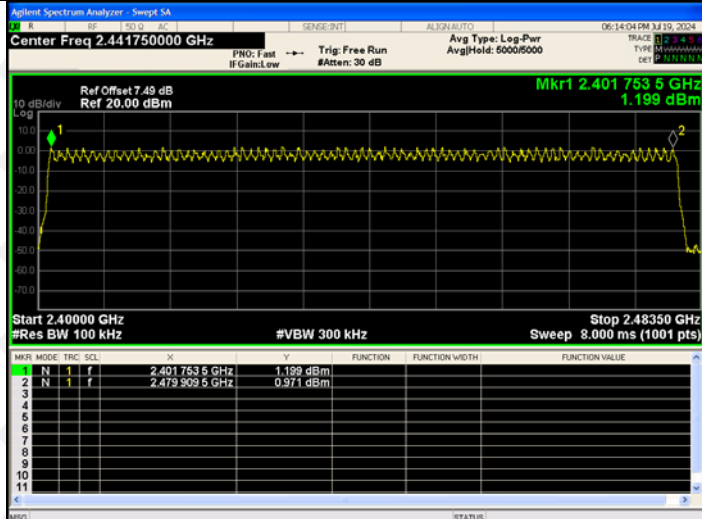 Agilent Spectrum Analyzer - Swept SA
R RF 50 Ω AC SENSE:INT ALIGN AUTO 06:14:04 PM Jul 19, 2024
Center Freq 2.441750000 GHz
PNO: Fast
IFGain:Low
Trig: Free Run
#Atten: 30 dB
Avg Type: Log-Pwr
Avg|Hold: 5000/5000
TRACE 1 2 3 4 5 6
TYPE M
DET P N N N N N
Mkr1 2.401 753 5 GHz
1.199 dBm
Ref Offset 7.49 dB
10 dB/div Ref 20.00 dBm
Log
10.0
0.00
-10.0
-20.0
-30.0
-40.0
-50.0
-60.0
-70.0
1
2
Start 2.40000 GHz Stop 2.48350 GHz
#Res BW 100 kHz #VBW 300 kHz Sweep 8.000 ms (1001 pts)
MKR MODE TRC SCL X Y FUNCTION FUNCTION WIDTH FUNCTION VALUE
1 N 1 f 2.401 753 5 GHz 1.199 dBm
2 N 1 f 2.479 909 5 GHz 0.971 dBm
3
4
5
6
7
8
9
10
11
MSG STATUS